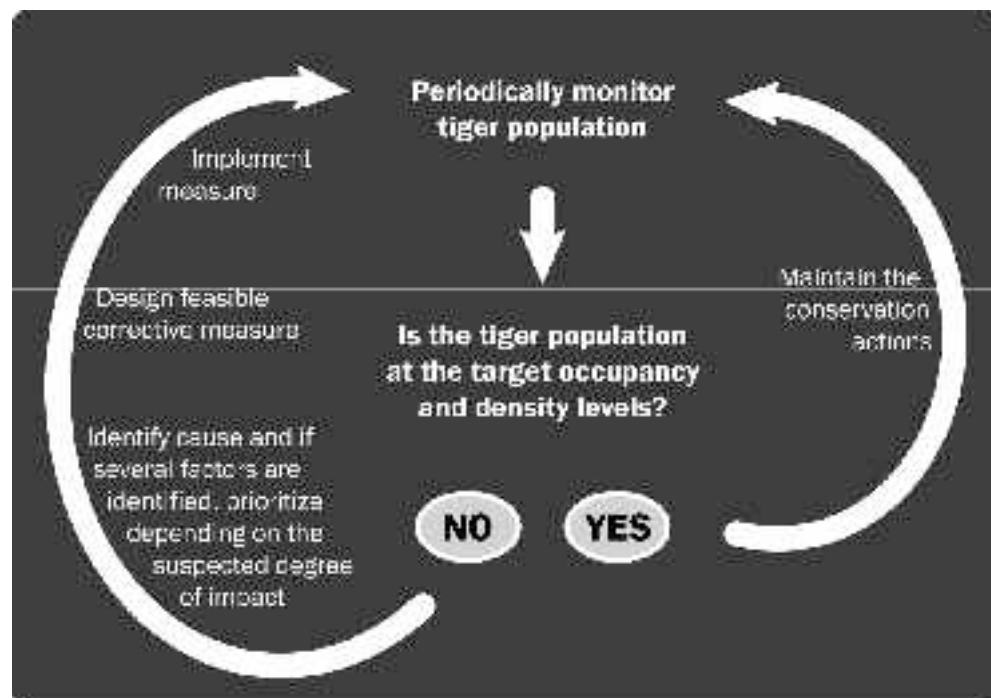 Periodically monitor
tiger population
Is the tiger population
at the target occupancy
and density levels?
NO
YES
Identify cause and if
several factors are
identified, prioritize
depending on the
suspected degree
of impact
Design feasible
corrective measure
Implement
measure
Maintain the
conservation
actions